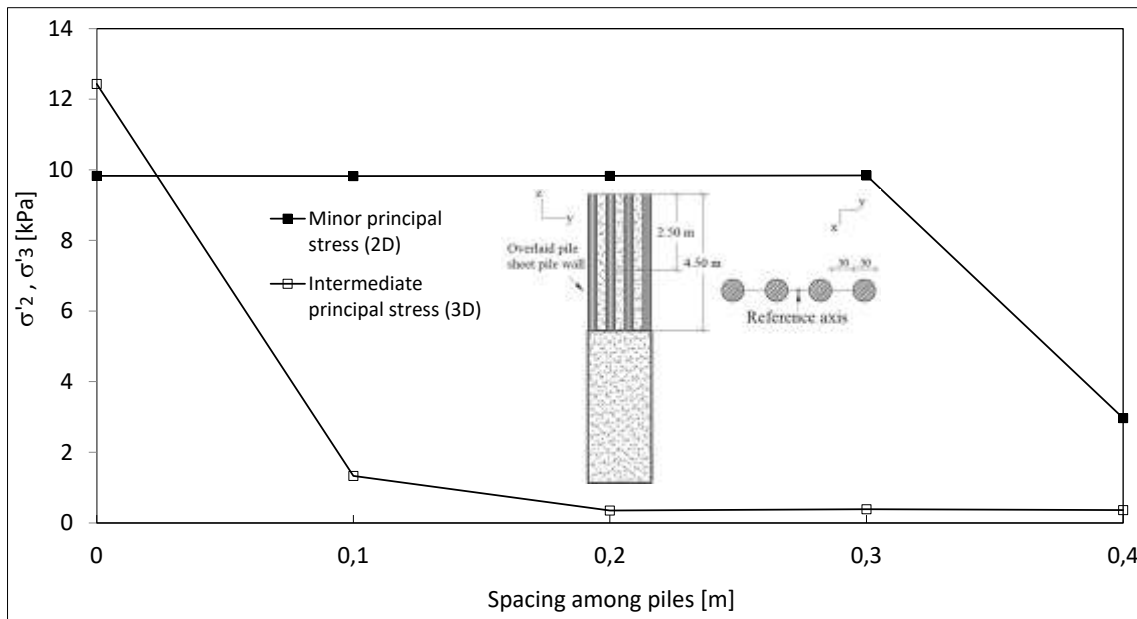 14
12
10
8
6
4
2
0
σ'2 , σ'3 [kPa]
Minor principal
stress (2D)
Intermediate
principal stress (3D)
z
y
Overlaid pile
sheet pile wall
2.50 m
4.50 m
y
x
30 30
Reference axis
0 0,1 0,2 0,3 0,4
Spacing among piles [m]